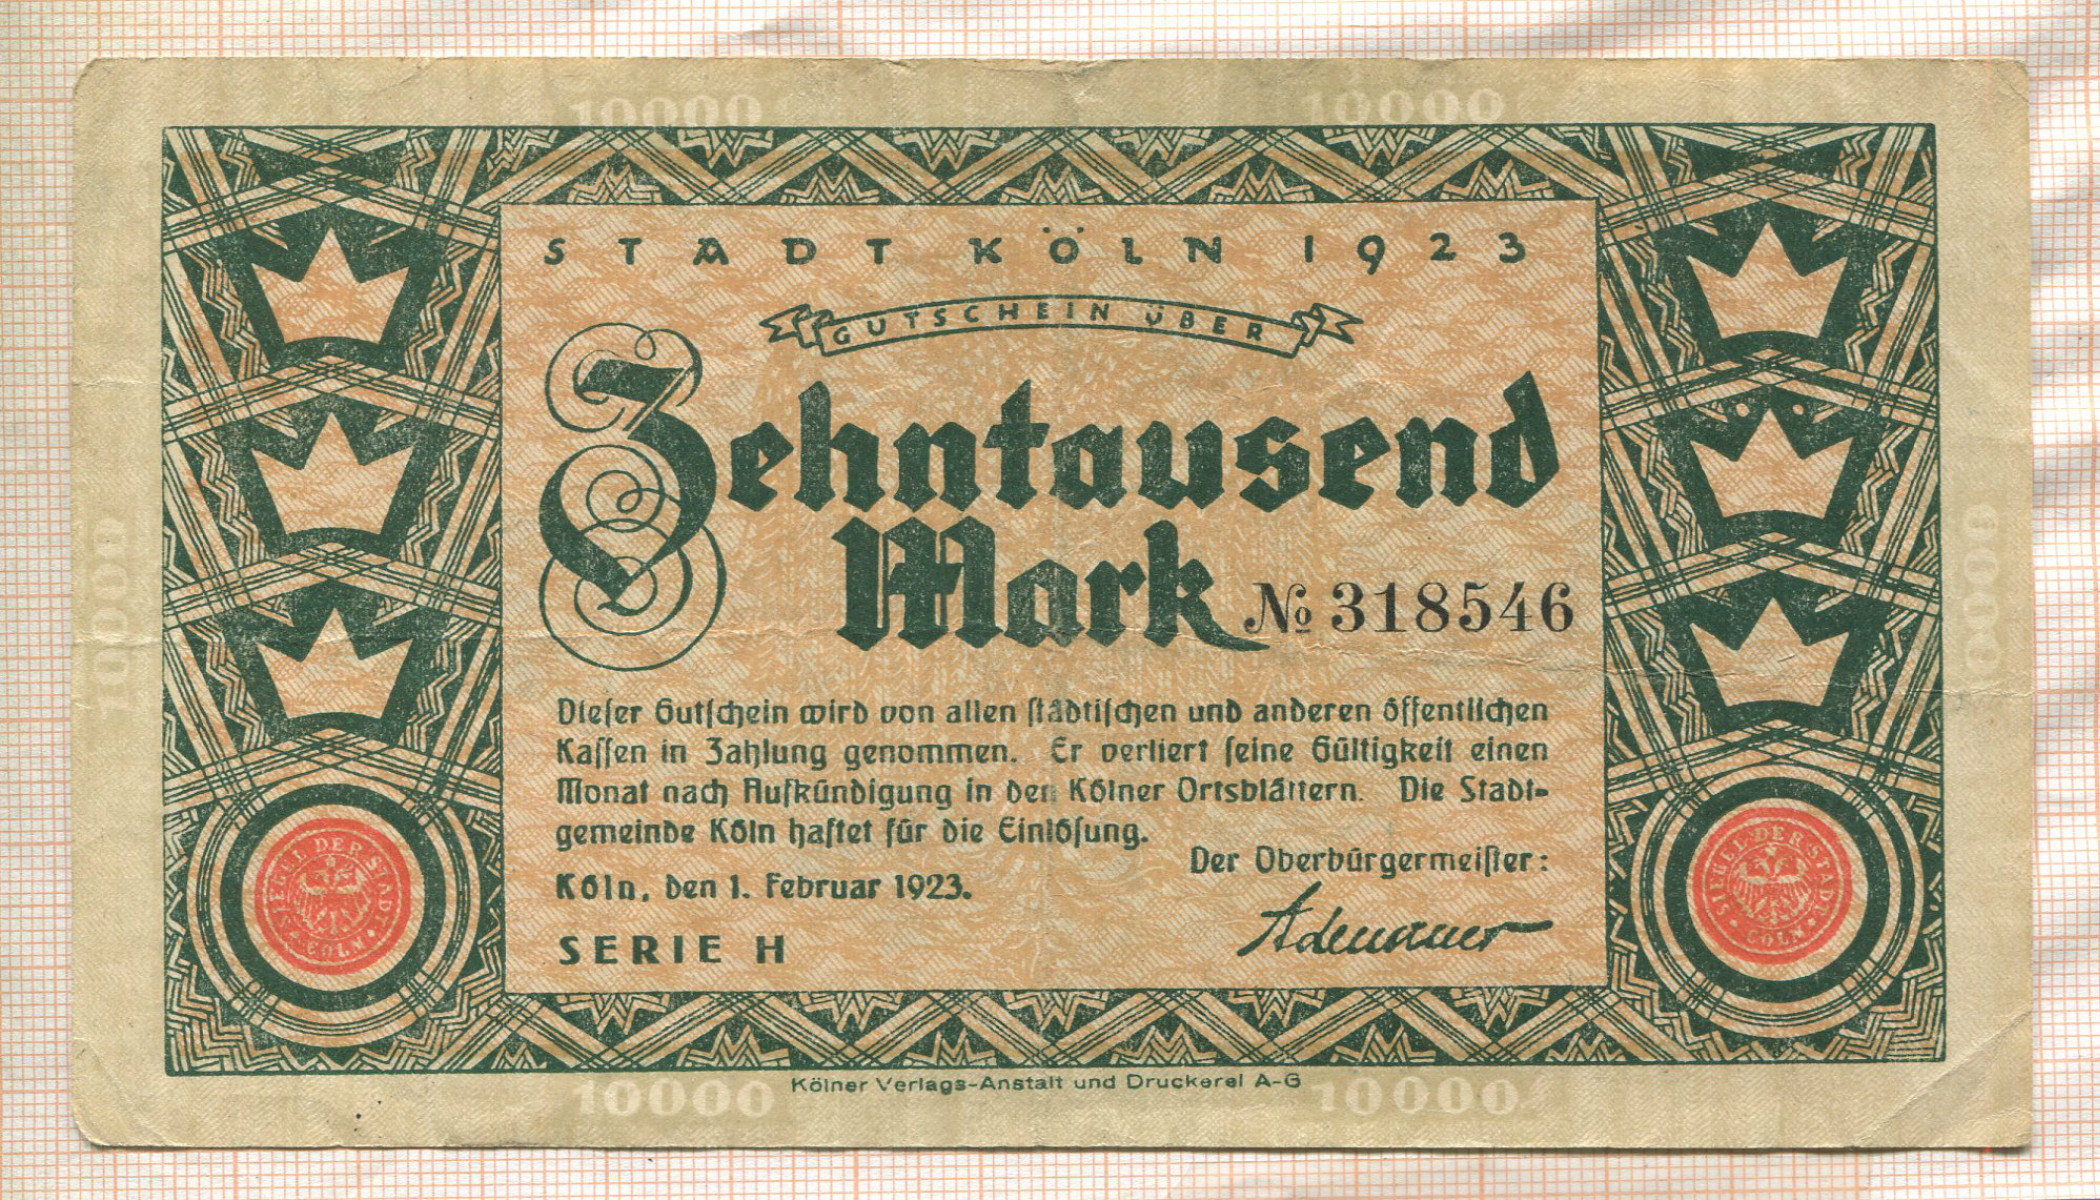 10000 10000
STADT KÖLN 1923
GUTSCHEIN ÜBER
Zehntausend
Mark № 318546
Dieser Gutschein wird von allen städtischen und anderen öffentlichen
Kassen in Zahlung genommen. Er verliert seine Gültigkeit einen
Monat nach Aufkündigung in den Kölner Ortsblättern. Die Stadt-
gemeinde Köln haftet für die Einlösung.
Der Oberbürgermeister:
Köln, den 1. Februar 1923.
Adenauer
SERIE H
SIEGEL DER STADT CÖLN
SIEGEL DER STADT CÖLN
10000
10000
Kölner Verlags-Anstalt und Druckerei A-G
10000 10000